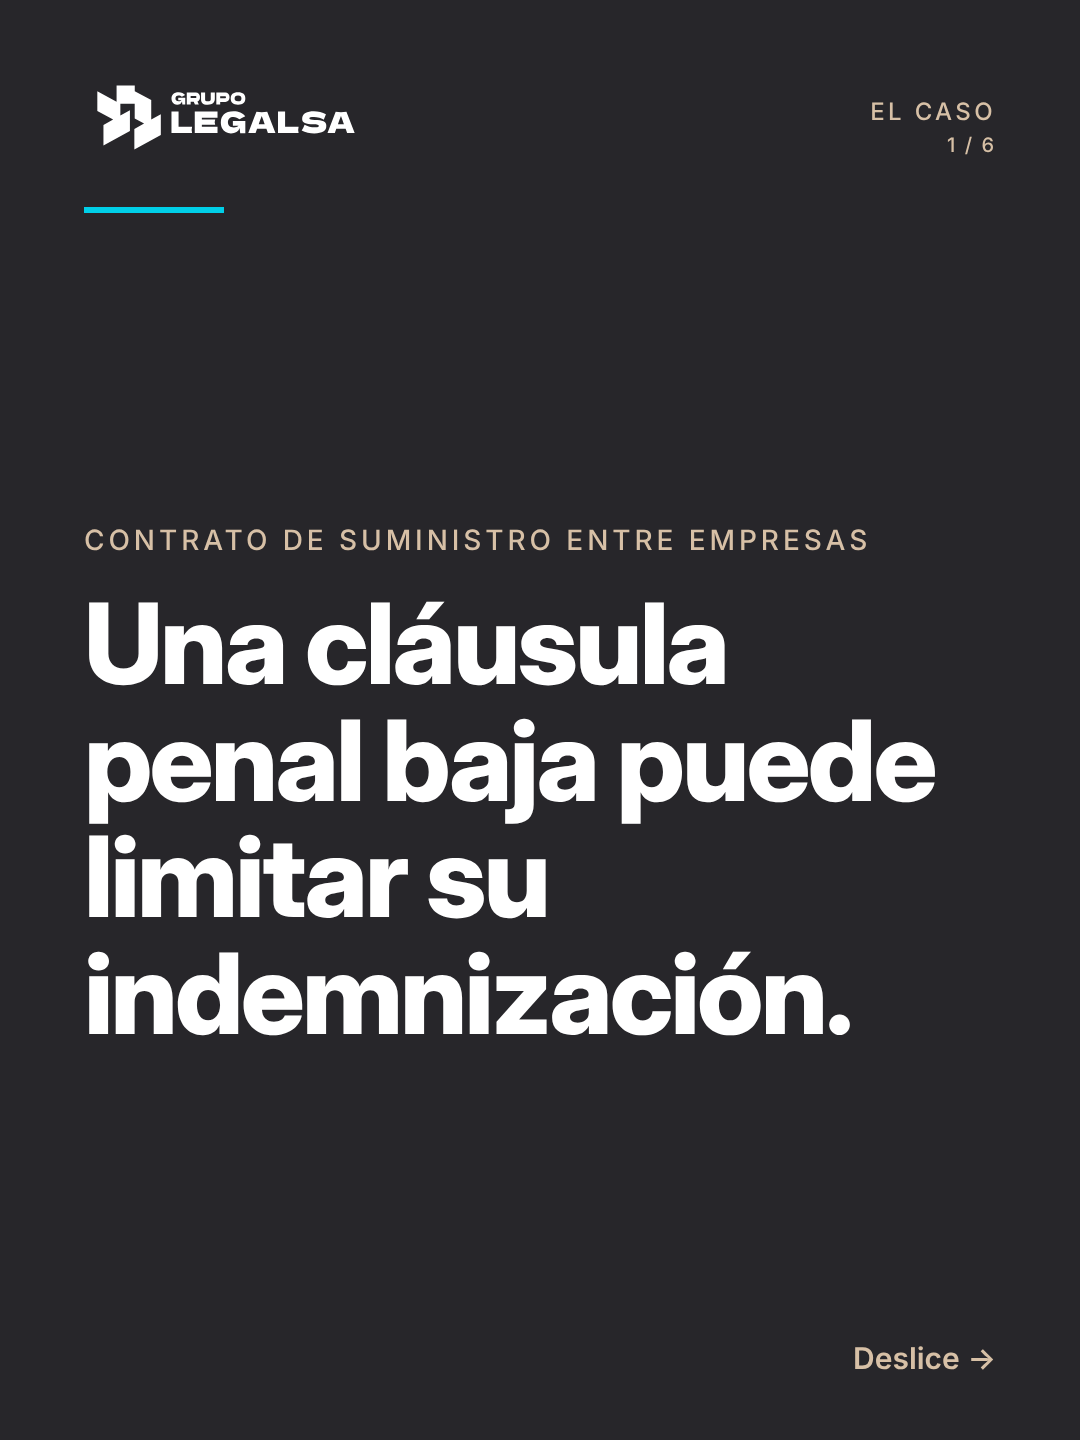 GRUPO
LEGALSA
EL CASO
1 / 6
CONTRATO DE SUMINISTRO ENTRE EMPRESAS
Una cláusula
penal baja puede
limitar su
indemnización.
Deslice →